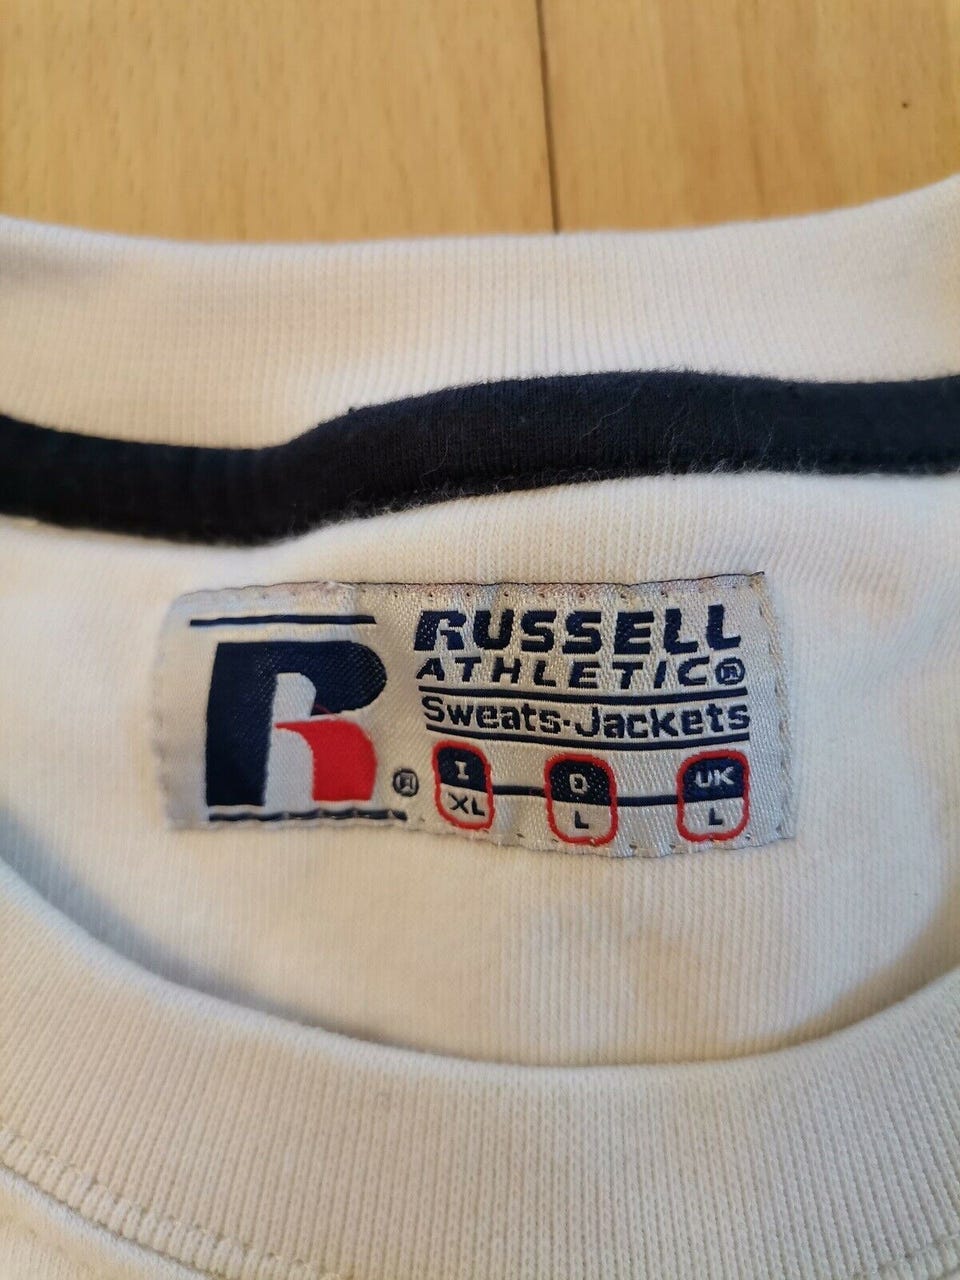 RUSSELL
ATHLETIC®
Sweats-Jackets
R®
I D UK
XL L L